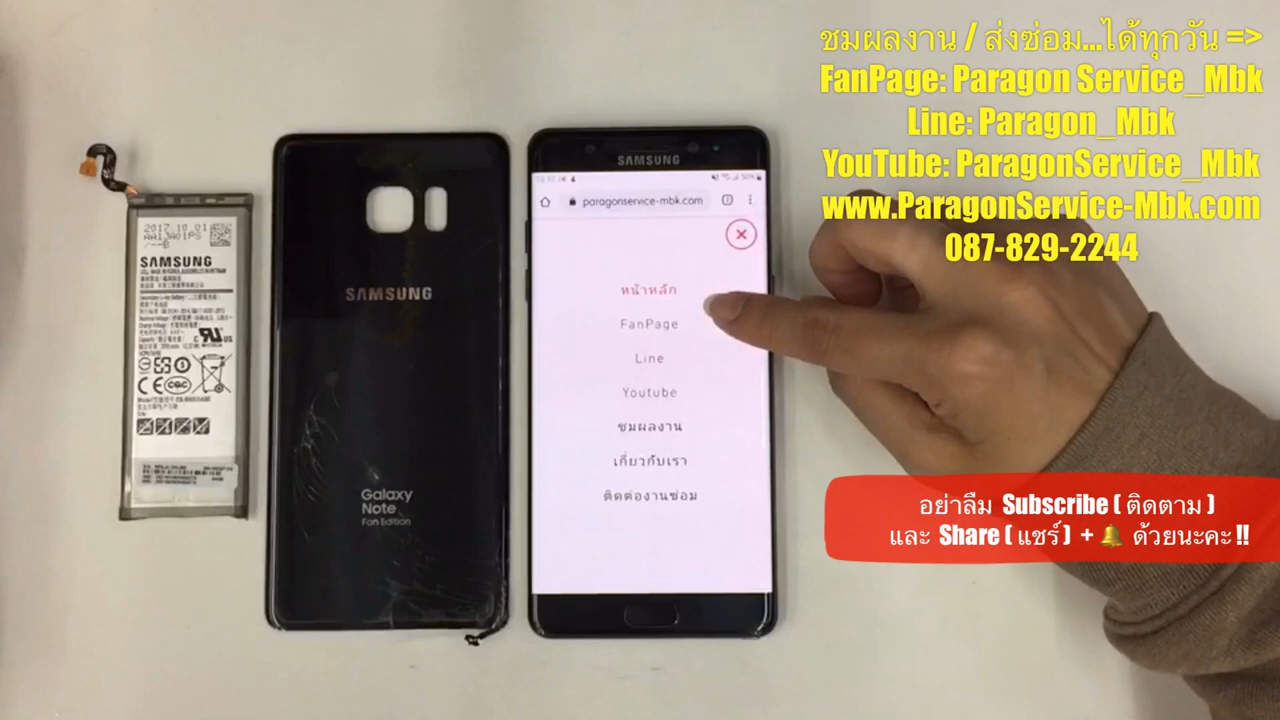 ชมผลงาน / ส่งซ่อม...ได้ทุกวัน =>
FanPage: Paragon Service_Mbk
Line: Paragon_Mbk
YouTube: ParagonService_Mbk
www.ParagonService-Mbk.com
087-829-2244
2017.10.01
AA1JA01PS
SAMSUNG
SAMSUNG
Galaxy
Note
Fan Edition
SAMSUNG
50%
paragonservice-mbk.com
หน้าหลัก
FanPage
Line
Youtube
ชมผลงาน
เกี่ยวกับเรา
ติดต่องานซ่อม
อย่าลืม Subscribe ( ติดตาม )
และ Share ( แชร์ ) + 🔔 ด้วยนะคะ !!